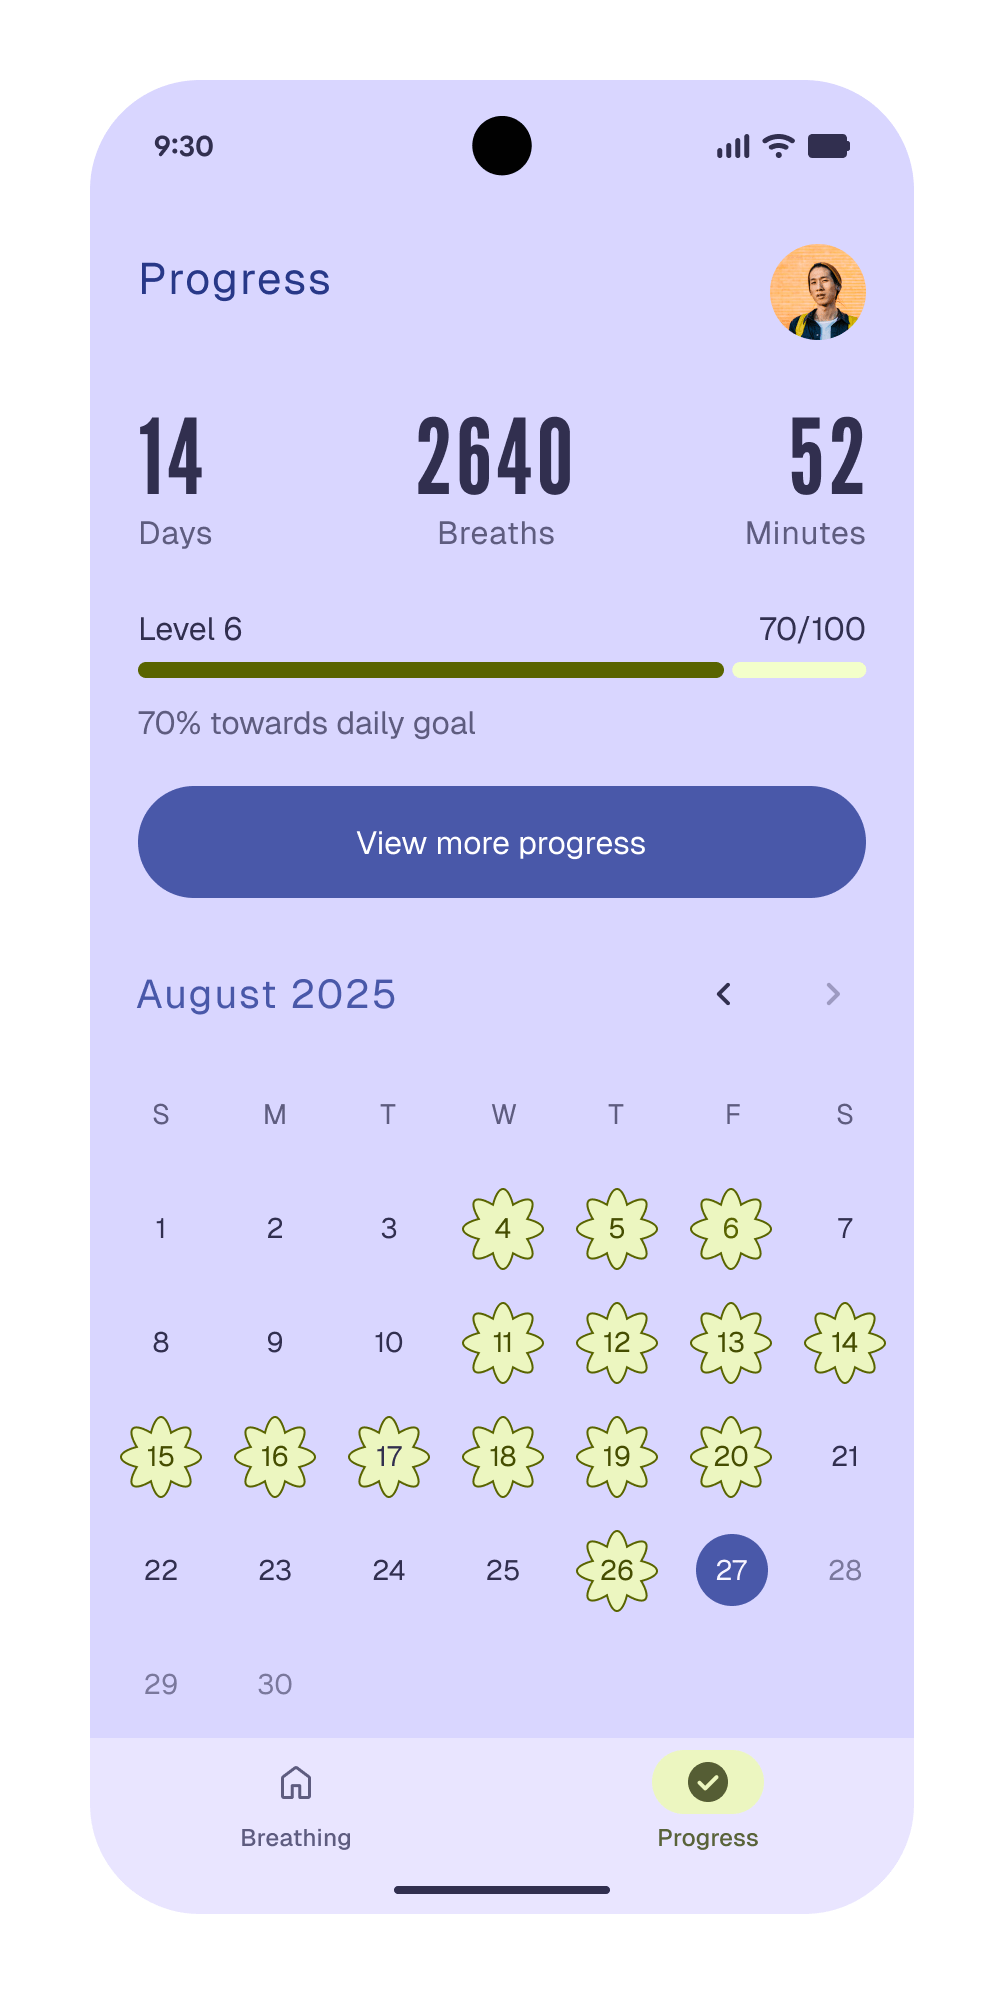 9:30
Progress
14 2640 52
Days Breaths Minutes
Level 6 70/100
70% towards daily goal
View more progress
August 2025
S M T W T F S
1 2 3 4 5 6 7
8 9 10 11 12 13 14
15 16 17 18 19 20 21
22 23 24 25 26 27 28
29 30
Breathing Progress